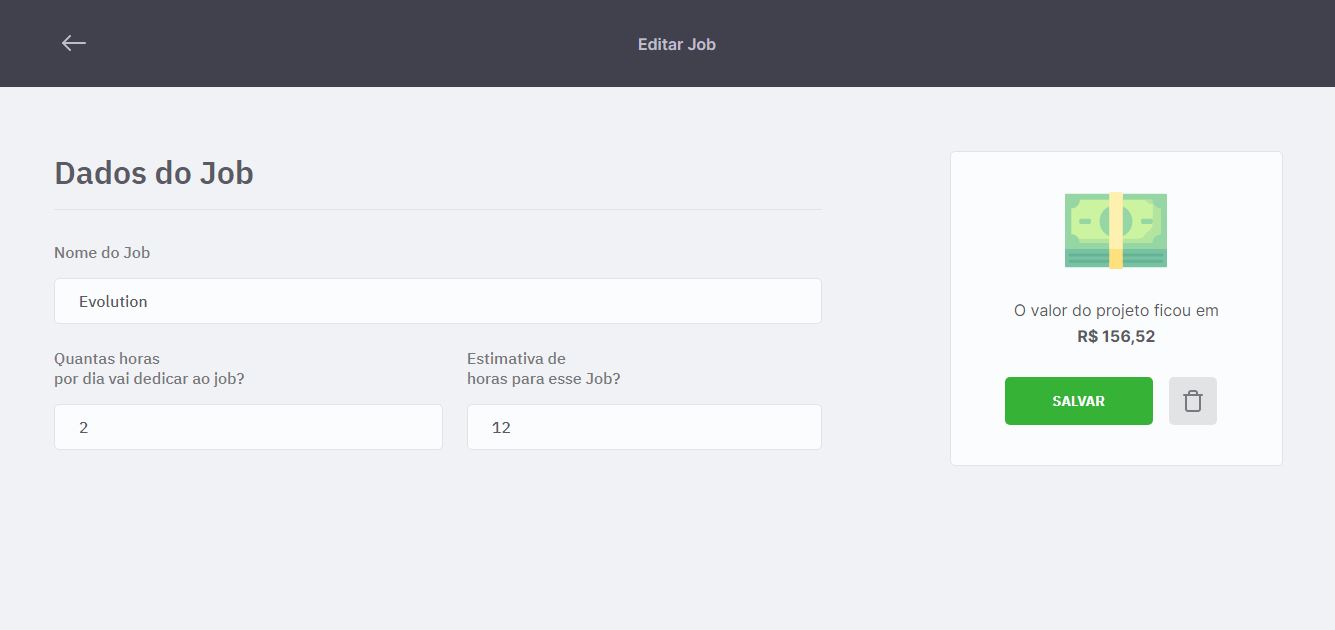 Editar Job
Dados do Job
Nome do Job
Evolution
Quantas horas
por dia vai dedicar ao job?
2
Estimativa de
horas para esse Job?
12
O valor do projeto ficou em
R$ 156,52
SALVAR